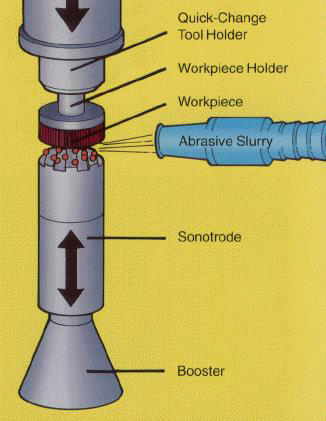 Quick-Change
Tool Holder
Workpiece Holder
Workpiece
Abrasive Slurry
Sonotrode
Booster